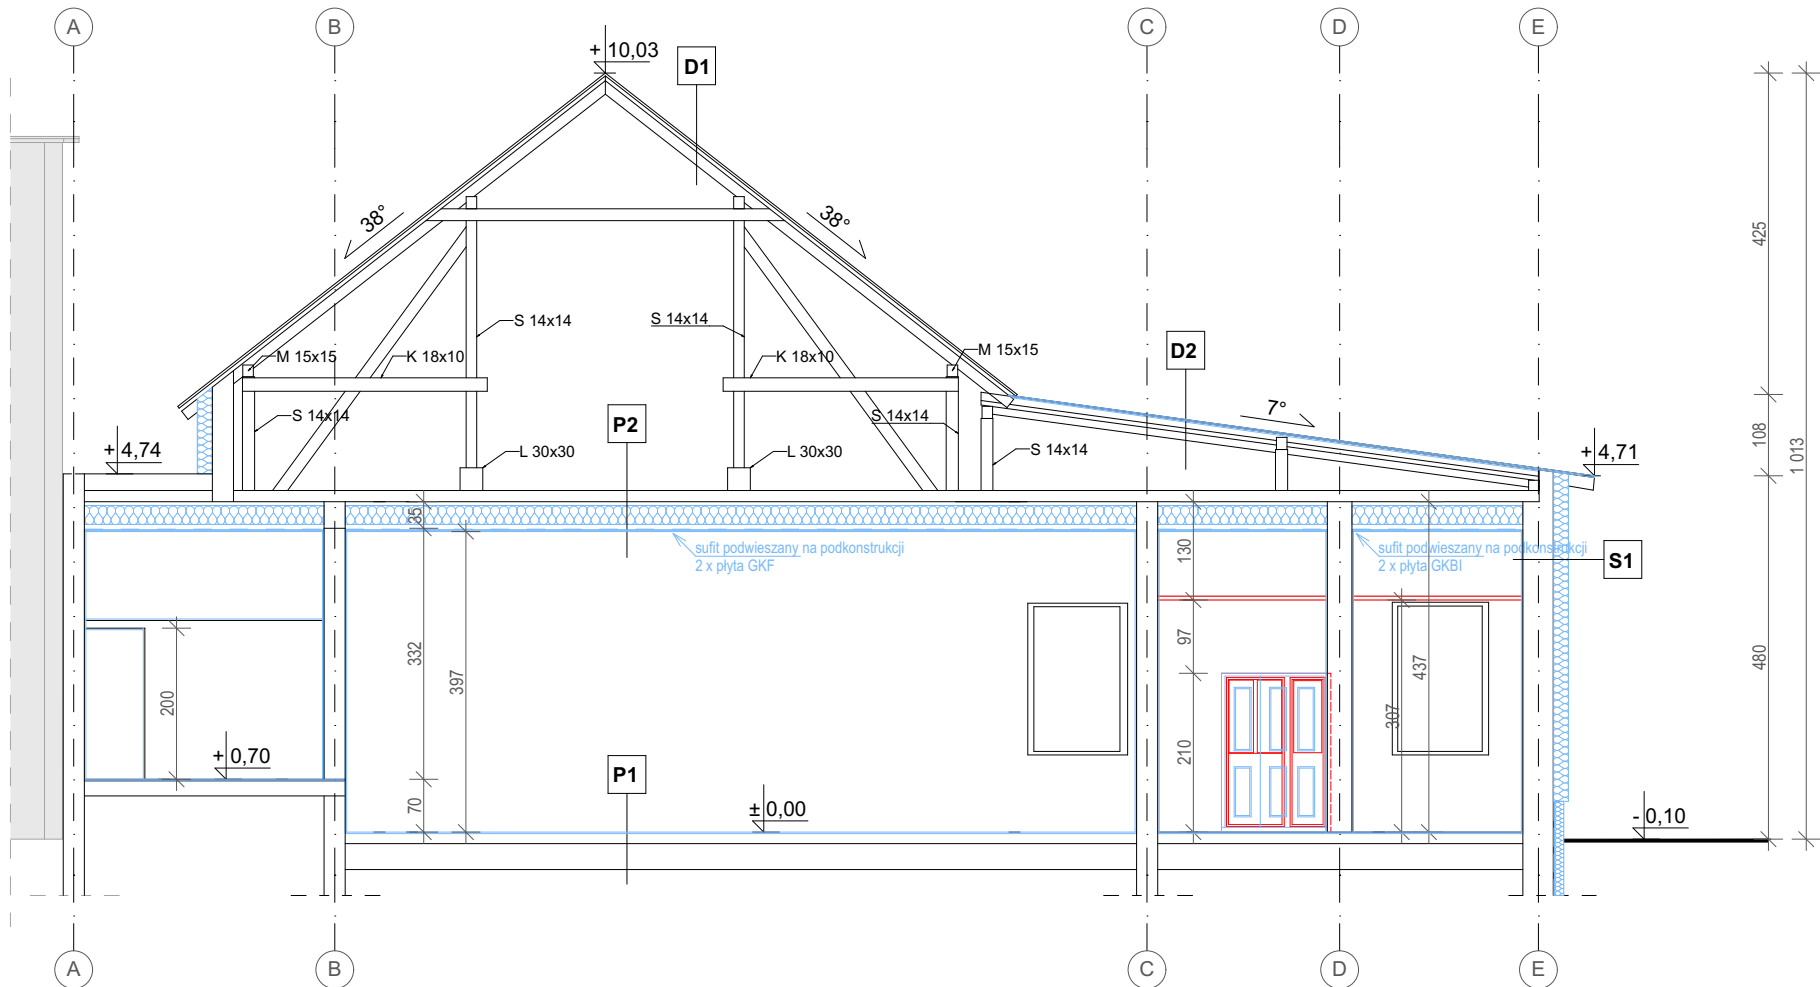 A
B
C
D
E
+10,03
D1
38°
38°
425
S 14x14
S 14x14
M 15x15
K 18x10
K 18x10
M 15x15
D2
7°
S 14x14
P2
S 14x14
108
1 013
+4,74
L 30x30
L 30x30
S 14x14
+4,71
35
sufit podwieszany na podkonstrukcji
2 x płyta GKF
130
sufit podwieszany na podkonstrukcji
2 x płyta GKBI
S1
332
397
97
437
480
200
307
+0,70
P1
210
70
±0,00
-0,10
A
B
C
D
E